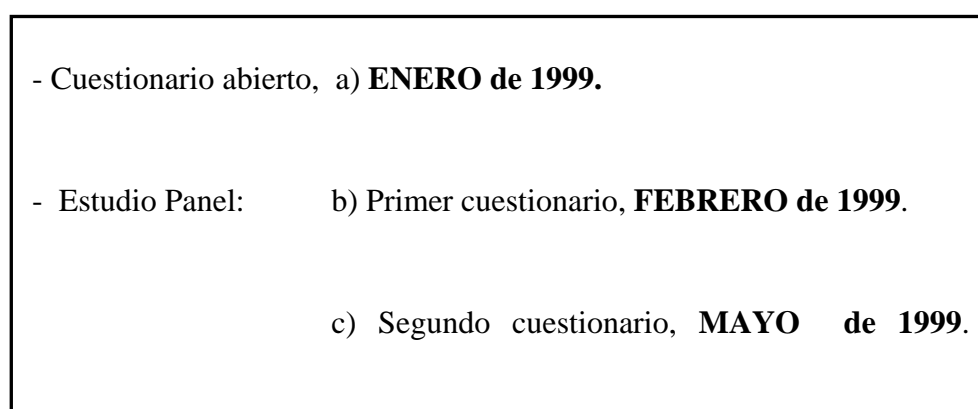 - Cuestionario abierto, a) ENERO de 1999.
- Estudio Panel: b) Primer cuestionario, FEBRERO de 1999.
c) Segundo cuestionario, MAYO de 1999.